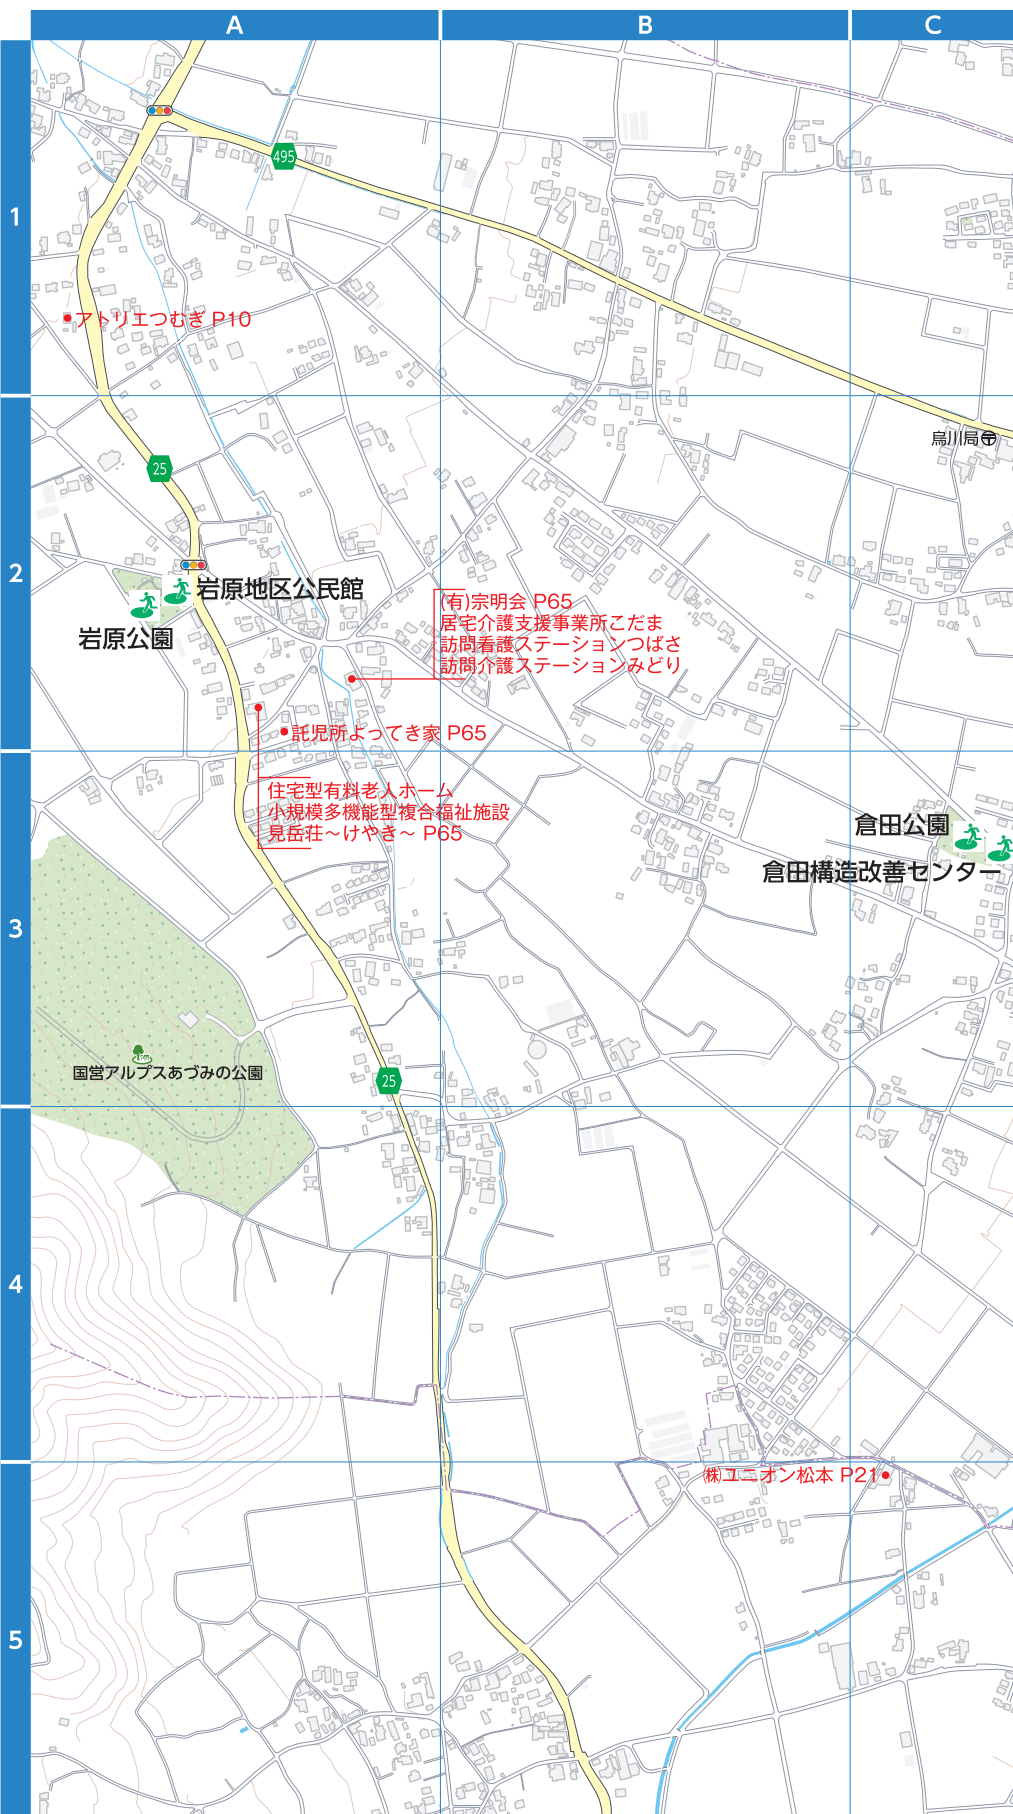 A
B
C
1
495
アトリエつむぎ P10
烏川局
25
2
岩原地区公民館
岩原公園
(有)宗明会 P65
居宅介護支援事業所こだま
訪問看護ステーションつばさ
訪問介護ステーションみどり
託児所よってき家 P65
住宅型有料老人ホーム
小規模多機能型複合福祉施設
見岳荘～けやき～ P65
倉田公園
倉田構造改善センター
3
国営アルプスあづみの公園
25
4
㈱ユニオン松本 P21
5